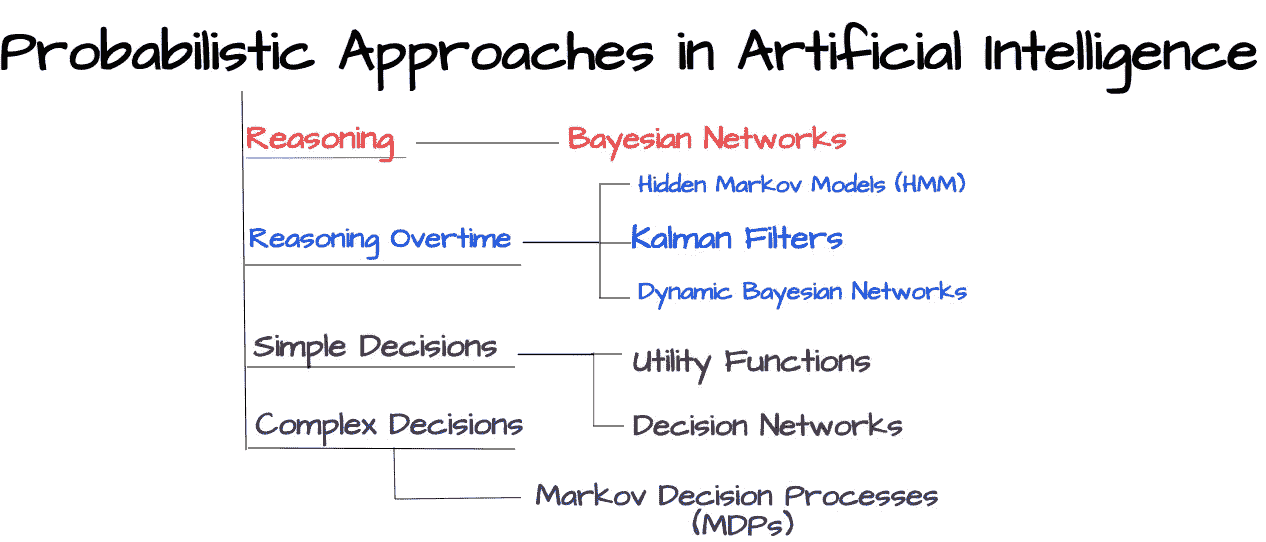 Probabilistic Approaches in Artificial Intelligence
Reasoning
Bayesian Networks
Hidden Markov Models (HMM)
Reasoning Overtime
Kalman Filters
Dynamic Bayesian Networks
Simple Decisions
Utility Functions
Complex Decisions
Decision Networks
Markov Decision Processes
(MDPs)